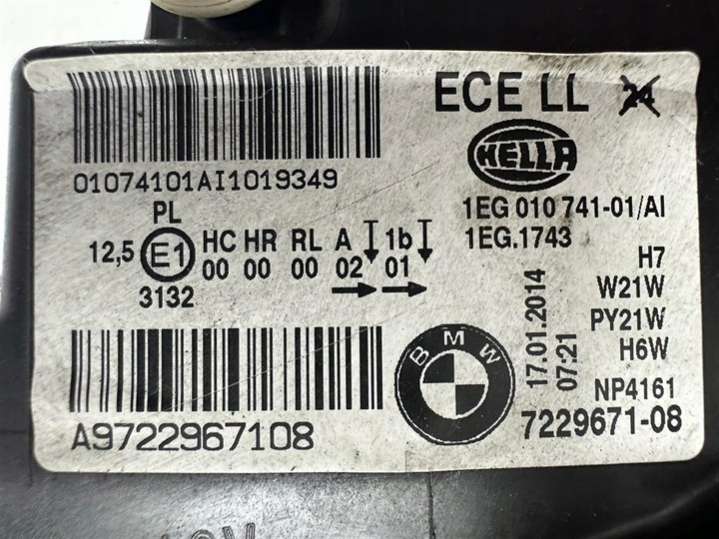 ECE LL 24
HELLA
01074101AI1019349
1EG 010 741-01/AI
1EG.1743
PL
12,5 E1 HC HR RL A 1b
00 00 00 02 01
3132
17.01.2014
07:21
H7
W21W
PY21W
H6W
NP4161
BMW
7229671-08
A9722967108